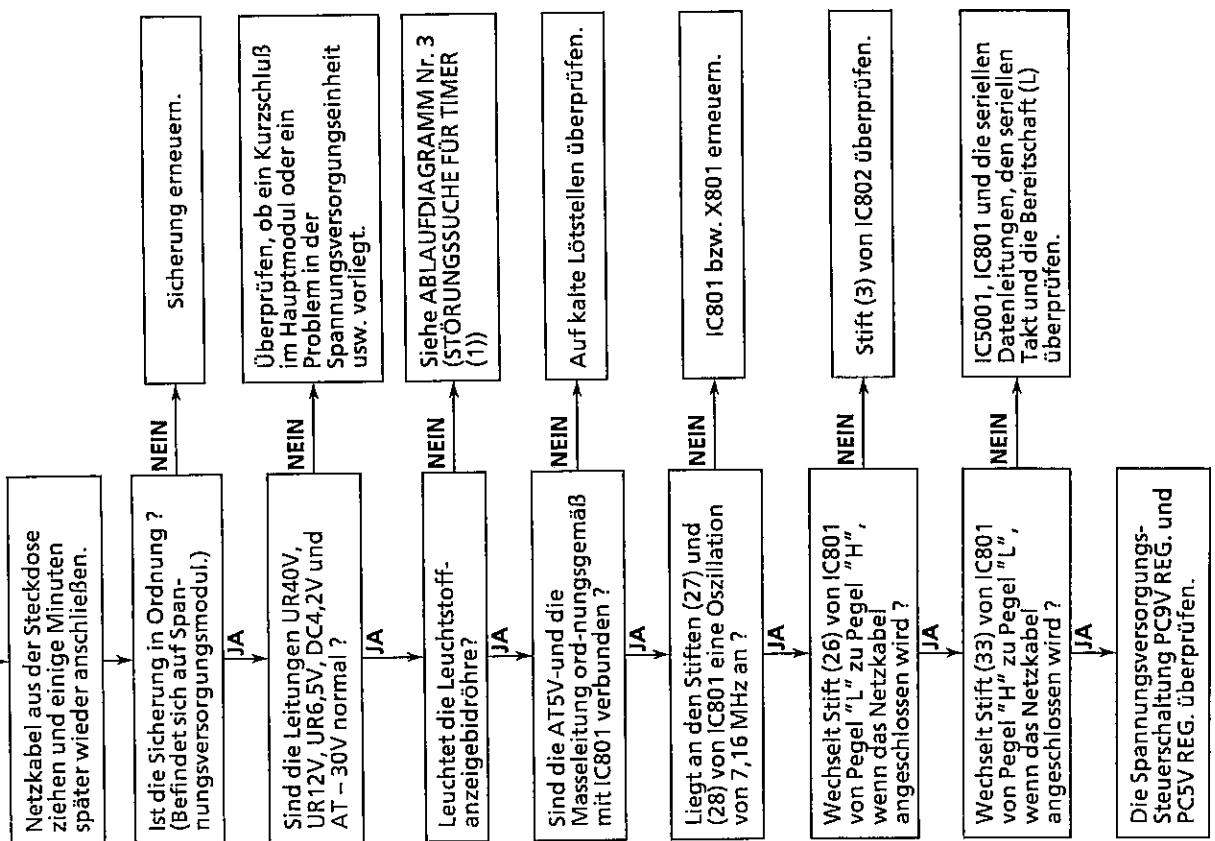 Netzkabel aus der Steckdose
ziehen und einige Minuten
später wieder anschließen.
Ist die Sicherung in Ordnung ?
(Befindet sich auf Span-
nungsversorgungsmodul.)
NEIN
Sicherung erneuern.
JA
Sind die Leitungen UR40V,
UR12V, UR6,5V, DC4,2V und
AT – 30V normal ?
NEIN
Überprüfen, ob ein Kurzschluß
im Hauptmodul oder ein
Problem in der
Spannungsversorgungseinheit
usw. vorliegt.
JA
Leuchtet die Leuchtstoff-
anzeigebildröhre?
NEIN
Siehe ABLAUFDIAGRAMM Nr. 3
(STÖRUNGSSUCHE FÜR TIMER
(1))
JA
Sind die AT5V-und die
Masseleitung ord-nungsgemäß
mit IC801 verbunden ?
NEIN
Auf kalte Lötstellen überprüfen.
JA
Liegt an den Stiften (27) und
(28) von IC801 eine Oszillation
von 7,16 MHz an ?
NEIN
IC801 bzw. X801 erneuern.
JA
Wechselt Stift (26) von IC801
von Pegel "L" zu Pegel "H",
wenn das Netzkabel
angeschlossen wird ?
NEIN
Stift (3) von IC802 überprüfen.
JA
Wechselt Stift (33) von IC801
von Pegel "H" zu Pegel "L",
wenn das Netzkabel
angeschlossen wird ?
NEIN
IC5001, IC801 und die seriellen
Datenleitungen, den seriellen
Takt und die Bereitschaft (L)
überprüfen.
JA
Die Spannungsversorgungs-
Steuerschaltung PC9V REG. und
PC5V REG. überprüfen.